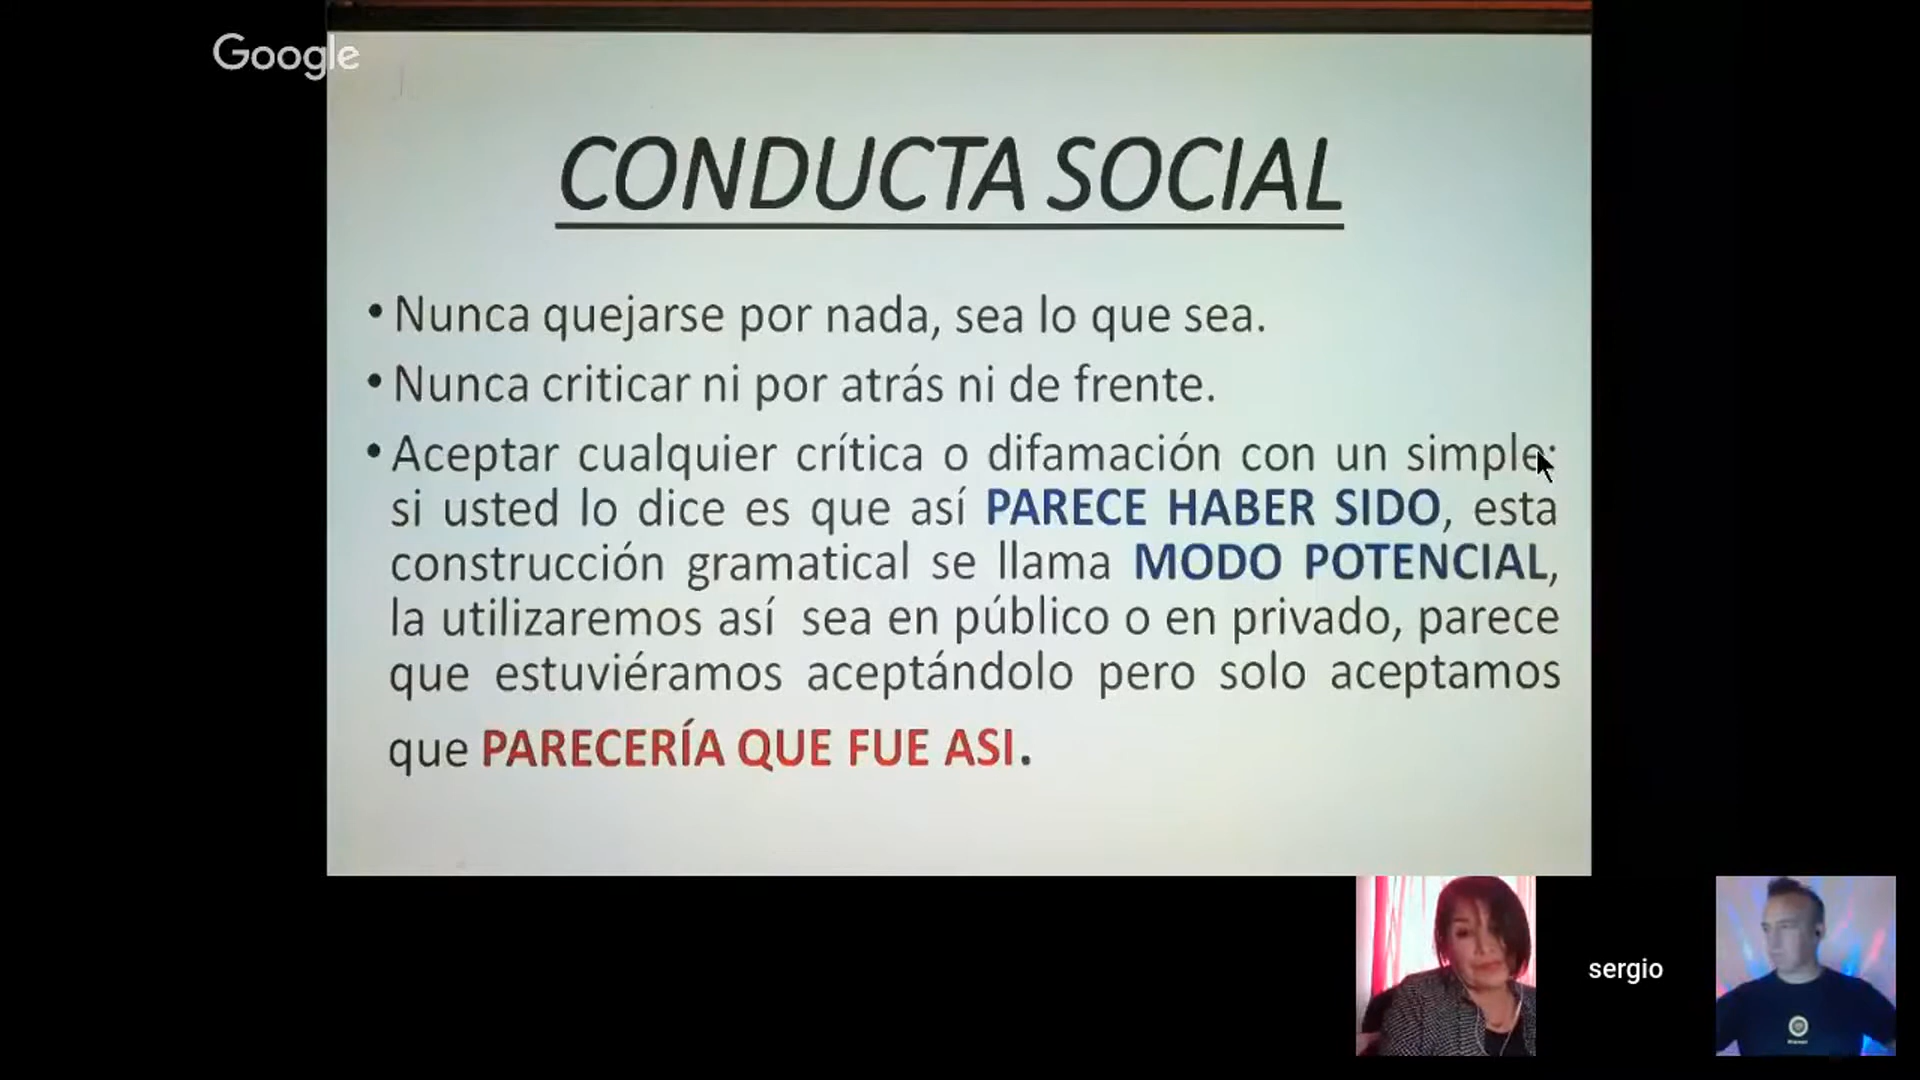 Google
CONDUCTA SOCIAL
• Nunca quejarse por nada, sea lo que sea.
• Nunca criticar ni por atrás ni de frente.
• Aceptar cualquier crítica o difamación con un simple:
si usted lo dice es que así PARECE HABER SIDO, esta
construcción gramatical se llama MODO POTENCIAL,
la utilizaremos así sea en público o en privado, parece
que estuviéramos aceptándolo pero solo aceptamos
que PARECERÍA QUE FUE ASI.
sergio